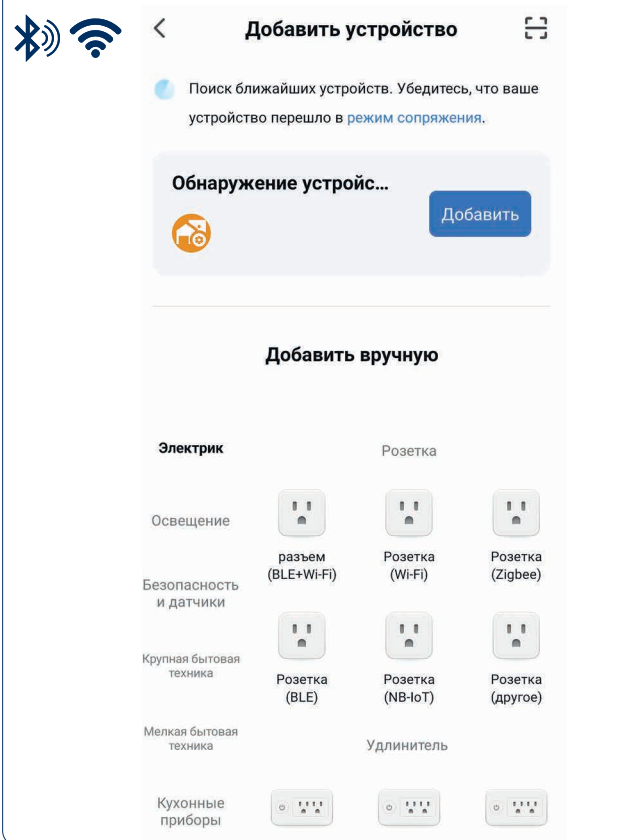 Добавить устройство
Поиск ближайших устройств. Убедитесь, что ваше
устройство перешло в режим сопряжения.
Обнаружение устройс...
Добавить
Добавить вручную
Электрик
Розетка
Освещение
разъем
(BLE+Wi-Fi)
Розетка
(Wi-Fi)
Розетка
(Zigbee)
Безопасность
и датчики
Крупная бытовая
техника
Розетка
(BLE)
Розетка
(NB-IoT)
Розетка
(другое)
Мелкая бытовая
техника
Удлинитель
Кухонные
приборы